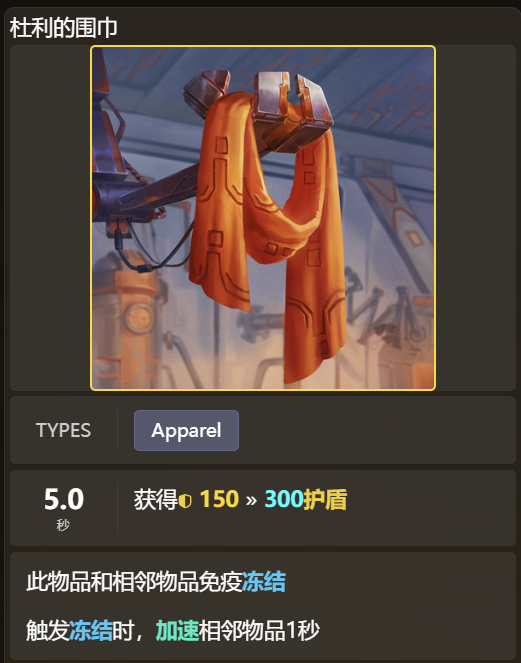 杜利的围巾
TYPES Apparel
5.0 获得 150 » 300护盾
秒
此物品和相邻物品免疫冻结
触发冻结时，加速相邻物品1秒